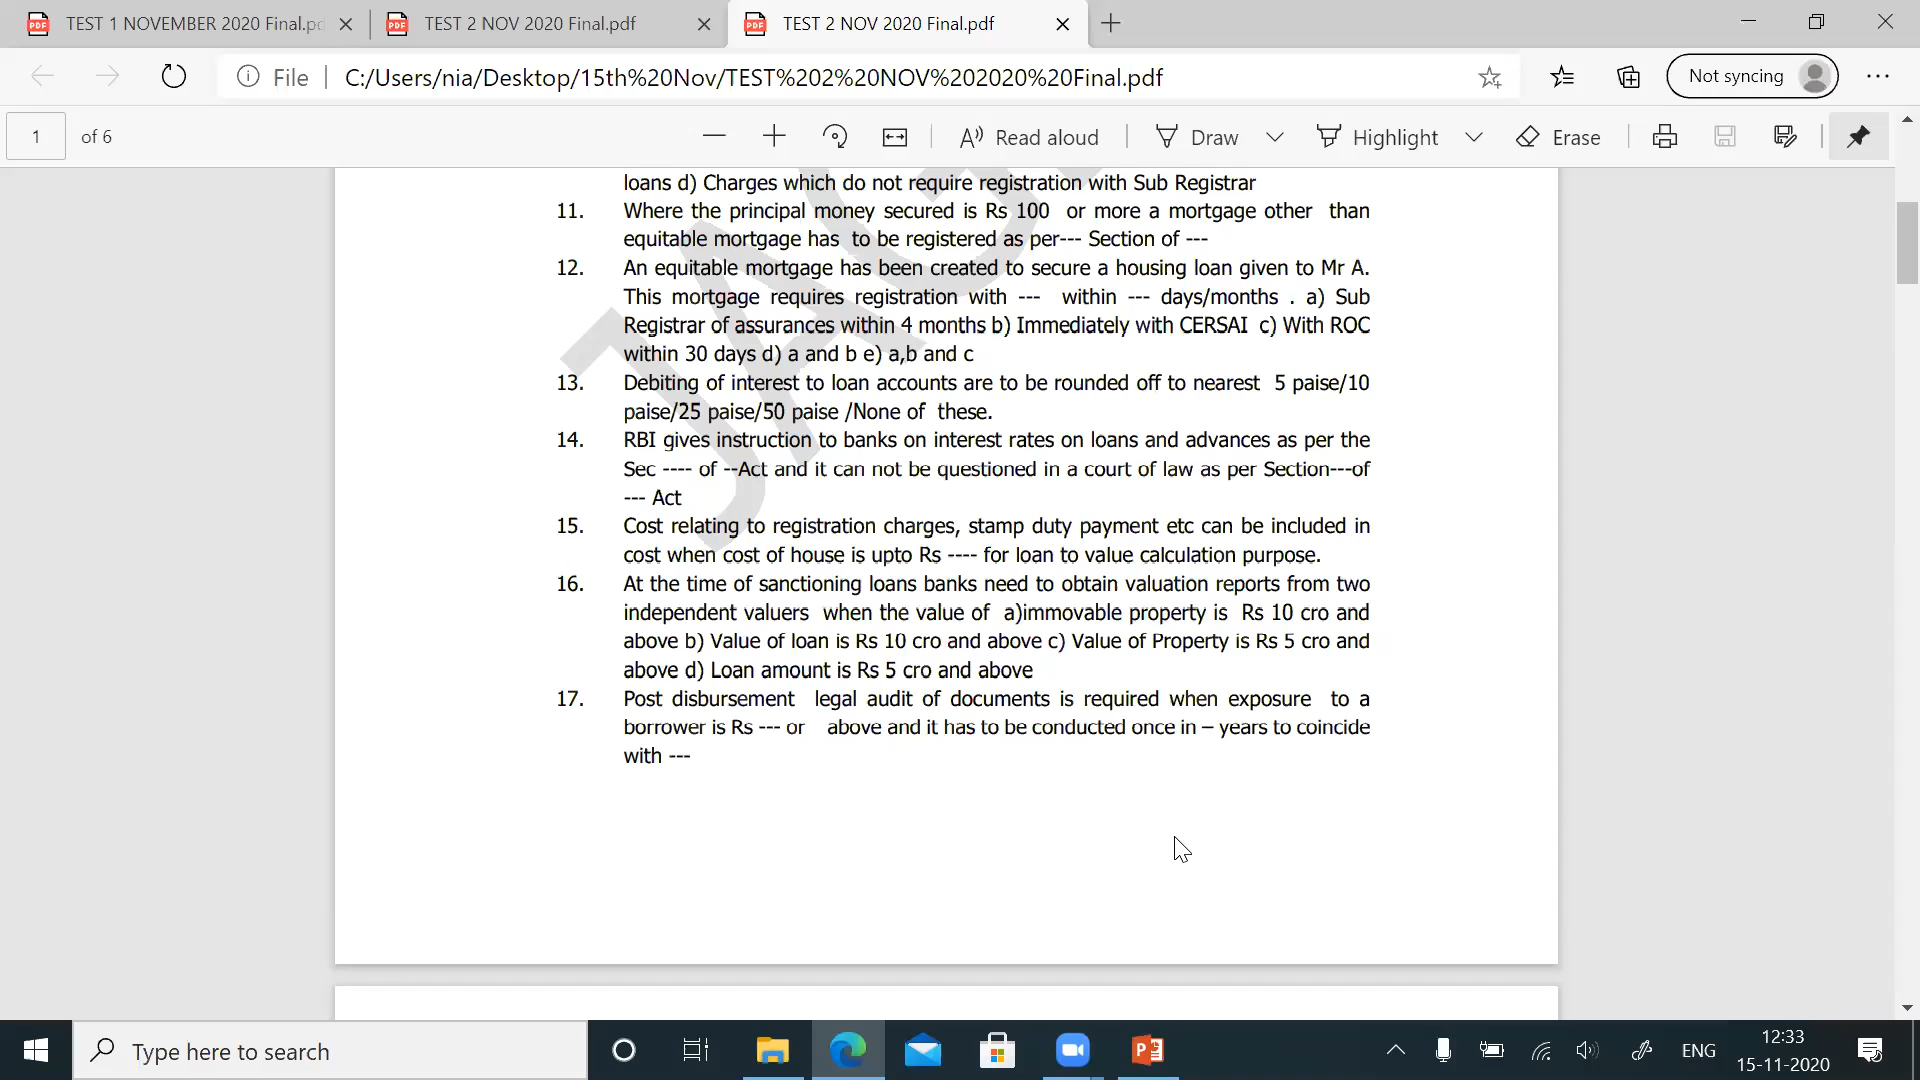 TEST 1 NOVEMBER 2020 Final.pd
TEST 2 NOV 2020 Final.pdf
TEST 2 NOV 2020 Final.pdf
File | C:/Users/nia/Desktop/15th%20Nov/TEST%202%20NOV%202020%20Final.pdf
Not syncing
1 of 6
Read aloud
Draw
Highlight
Erase
loans d) Charges which do not require registration with Sub Registrar
11. Where the principal money secured is Rs 100 or more a mortgage other than
equitable mortgage has to be registered as per--- Section of ---
12. An equitable mortgage has been created to secure a housing loan given to Mr A.
This mortgage requires registration with --- within --- days/months . a) Sub
Registrar of assurances within 4 months b) Immediately with CERSAI c) With ROC
within 30 days d) a and b e) a,b and c
13. Debiting of interest to loan accounts are to be rounded off to nearest 5 paise/10
paise/25 paise/50 paise /None of these.
14. RBI gives instruction to banks on interest rates on loans and advances as per the
Sec ---- of --Act and it can not be questioned in a court of law as per Section---of
--- Act
15. Cost relating to registration charges, stamp duty payment etc can be included in
cost when cost of house is upto Rs ---- for loan to value calculation purpose.
16. At the time of sanctioning loans banks need to obtain valuation reports from two
independent valuers when the value of a)immovable property is Rs 10 cro and
above b) Value of loan is Rs 10 cro and above c) Value of Property is Rs 5 cro and
above d) Loan amount is Rs 5 cro and above
17. Post disbursement legal audit of documents is required when exposure to a
borrower is Rs --- or above and it has to be conducted once in – years to coincide
with ---
Type here to search
ENG
12:33
15-11-2020